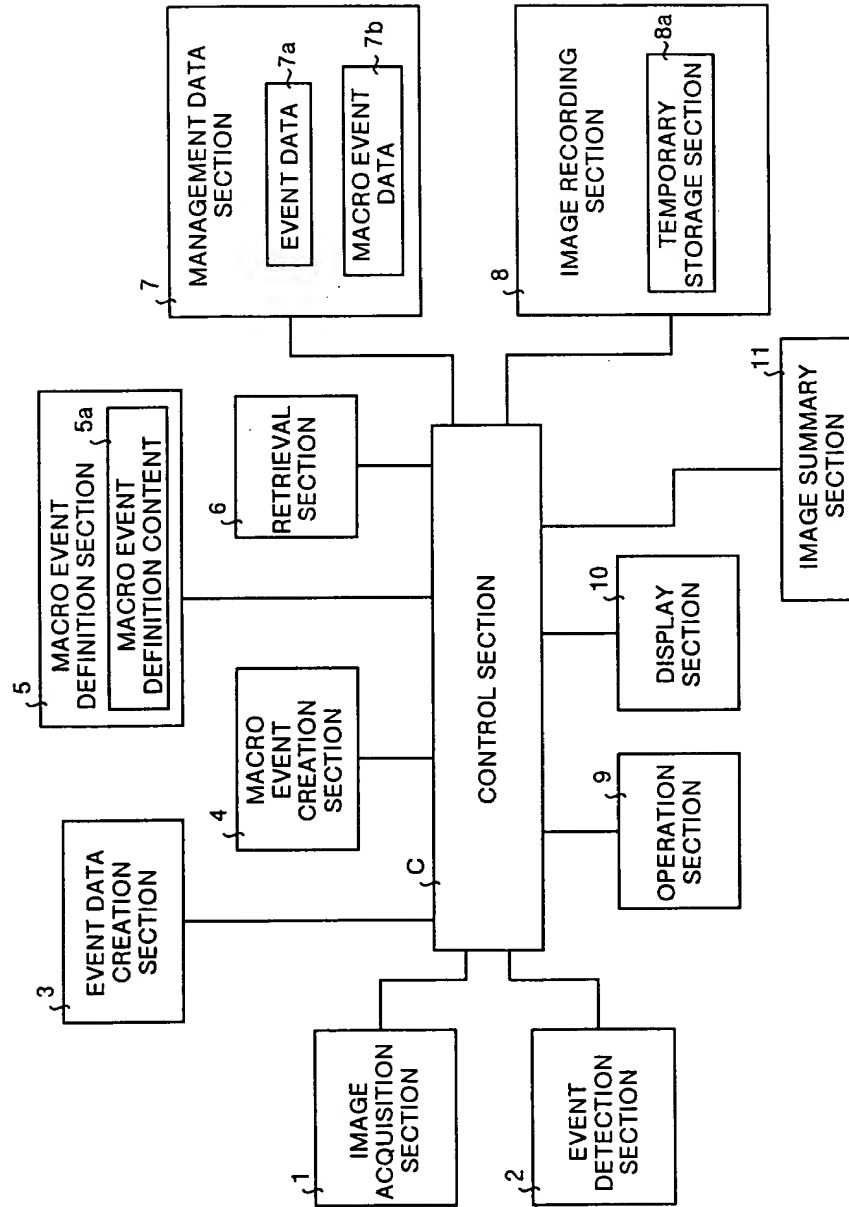 3
EVENT DATA
CREATION
SECTION
4
MACRO
EVENT
CREATION
SECTION
5
MACRO EVENT
DEFINITION SECTION
5a
MACRO EVENT
DEFINITION CONTENT
6
RETRIEVAL
SECTION
7
MANAGEMENT DATA
SECTION
7a
EVENT DATA
7b
MACRO EVENT
DATA
1
IMAGE
ACQUISITION
SECTION
2
EVENT
DETECTION
SECTION
C
CONTROL SECTION
8
IMAGE RECORDING
SECTION
8a
TEMPORARY
STORAGE SECTION
9
OPERATION
SECTION
10
DISPLAY
SECTION
11
IMAGE SUMMARY
SECTION